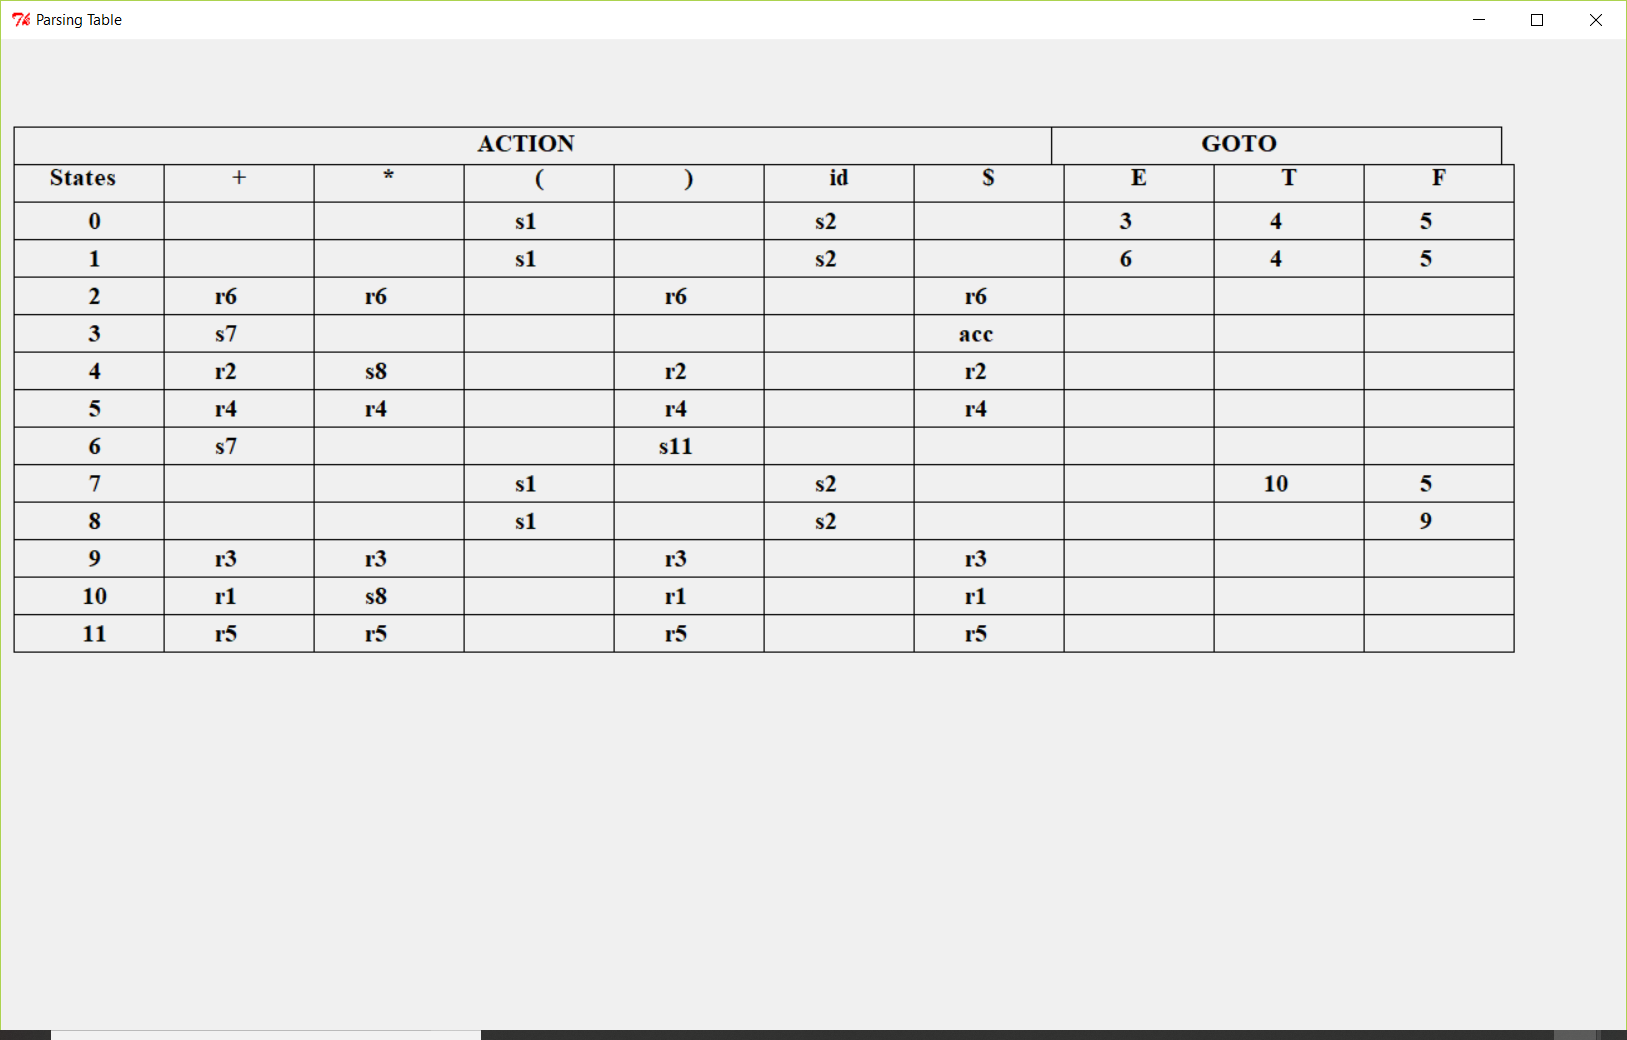 Parsing Table
ACTION GOTO
States + * ( ) id $ E T F
0 s1 s2 3 4 5
1 s1 s2 6 4 5
2 r6 r6 r6 r6
3 s7 acc
4 r2 s8 r2 r2
5 r4 r4 r4 r4
6 s7 s11
7 s1 s2 10 5
8 s1 s2 9
9 r3 r3 r3 r3
10 r1 s8 r1 r1
11 r5 r5 r5 r5